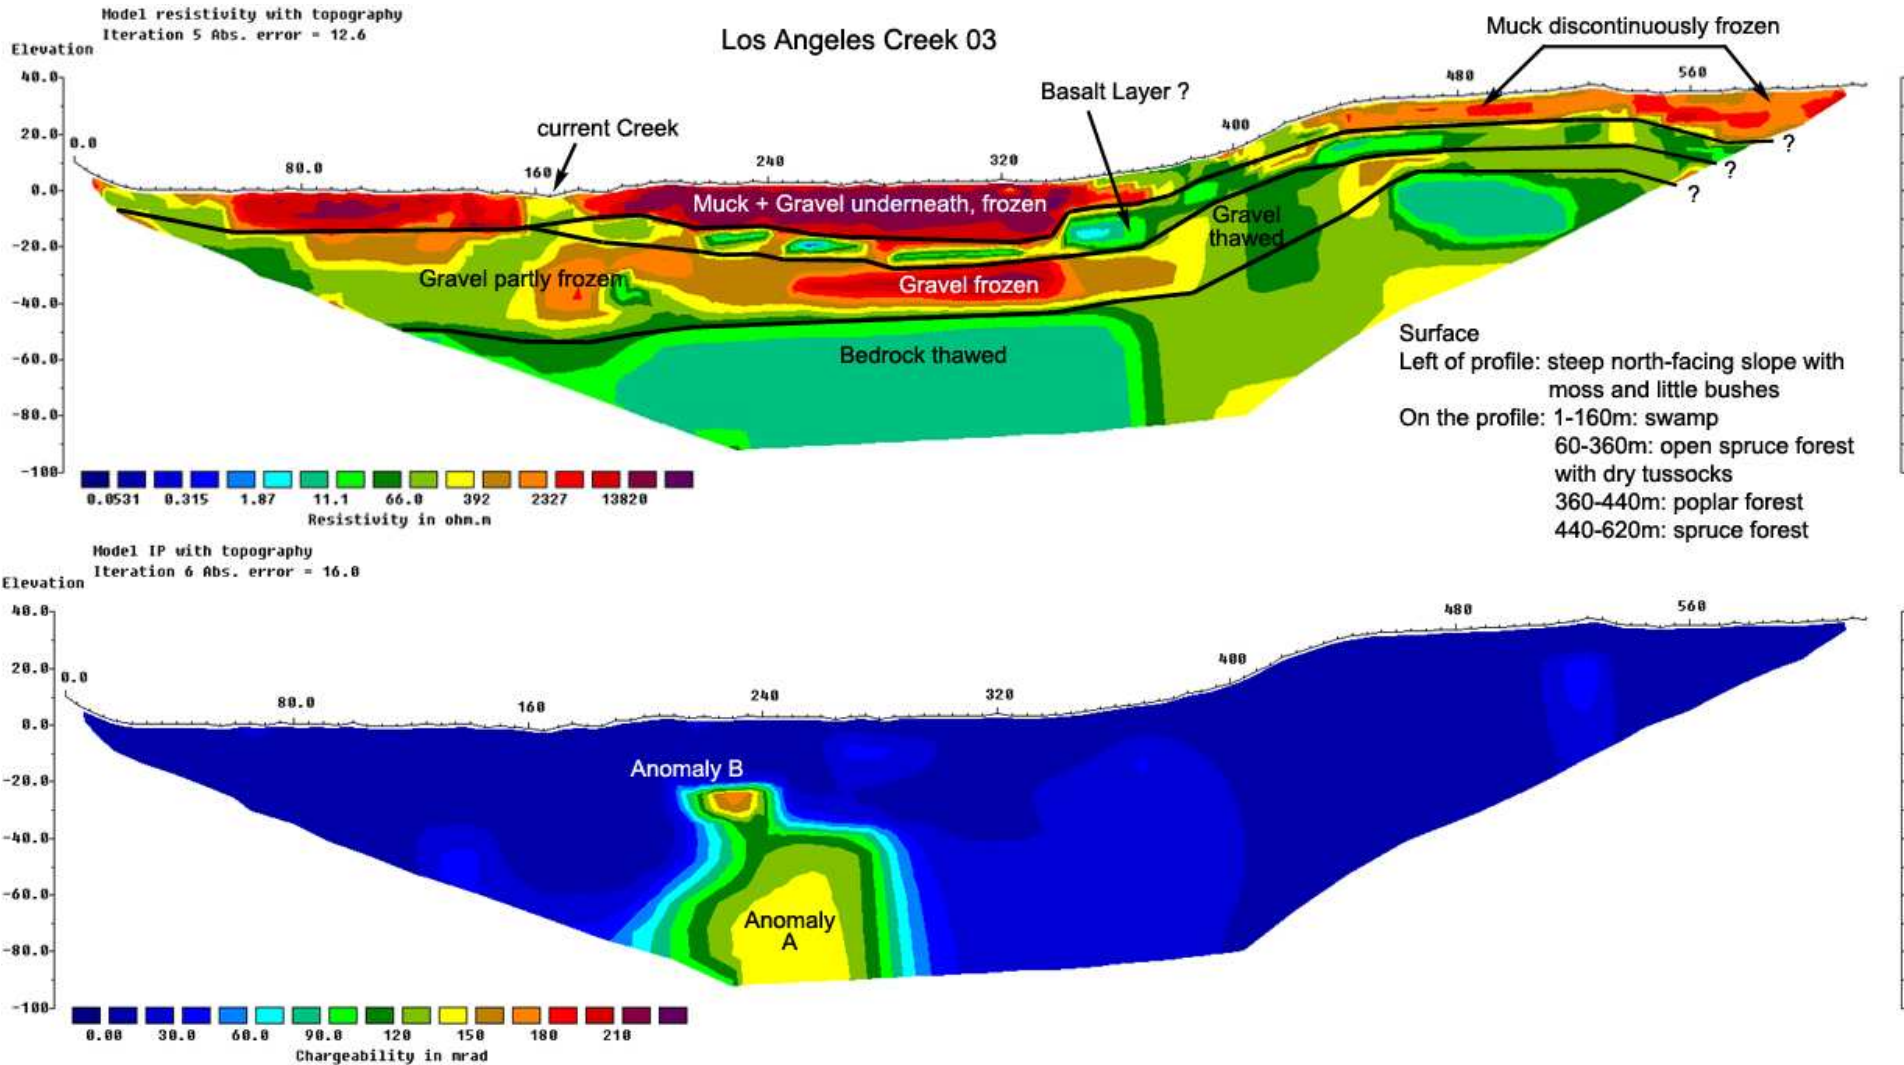 Model resistivity with topography
Iteration 5 Abs. error = 12.6
Elevation
Los Angeles Creek 03
Muck discontinuously frozen
40.0
20.0
0.0
-20.0
-40.0
-60.0
-80.0
-100
0.0
80.0
160
240
320
400
480
560
current Creek
Basalt Layer ?
Muck + Gravel underneath, frozen
Gravel
thawed
Gravel partly frozen
Gravel frozen
Bedrock thawed
?
?
?
Surface
Left of profile: steep north-facing slope with
moss and little bushes
On the profile: 1-160m: swamp
60-360m: open spruce forest
with dry tussocks
360-440m: poplar forest
440-620m: spruce forest
0.0531 0.315 1.87 11.1 66.0 392 2327 13820
Resistivity in ohm.m
Model IP with topography
Iteration 6 Abs. error = 16.0
Elevation
40.0
20.0
0.0
-20.0
-40.0
-60.0
-80.0
-100
0.0
80.0
160
240
320
400
480
560
Anomaly B
Anomaly
A
0.00 30.0 60.0 90.0 120 150 180 210
Chargeability in mrad